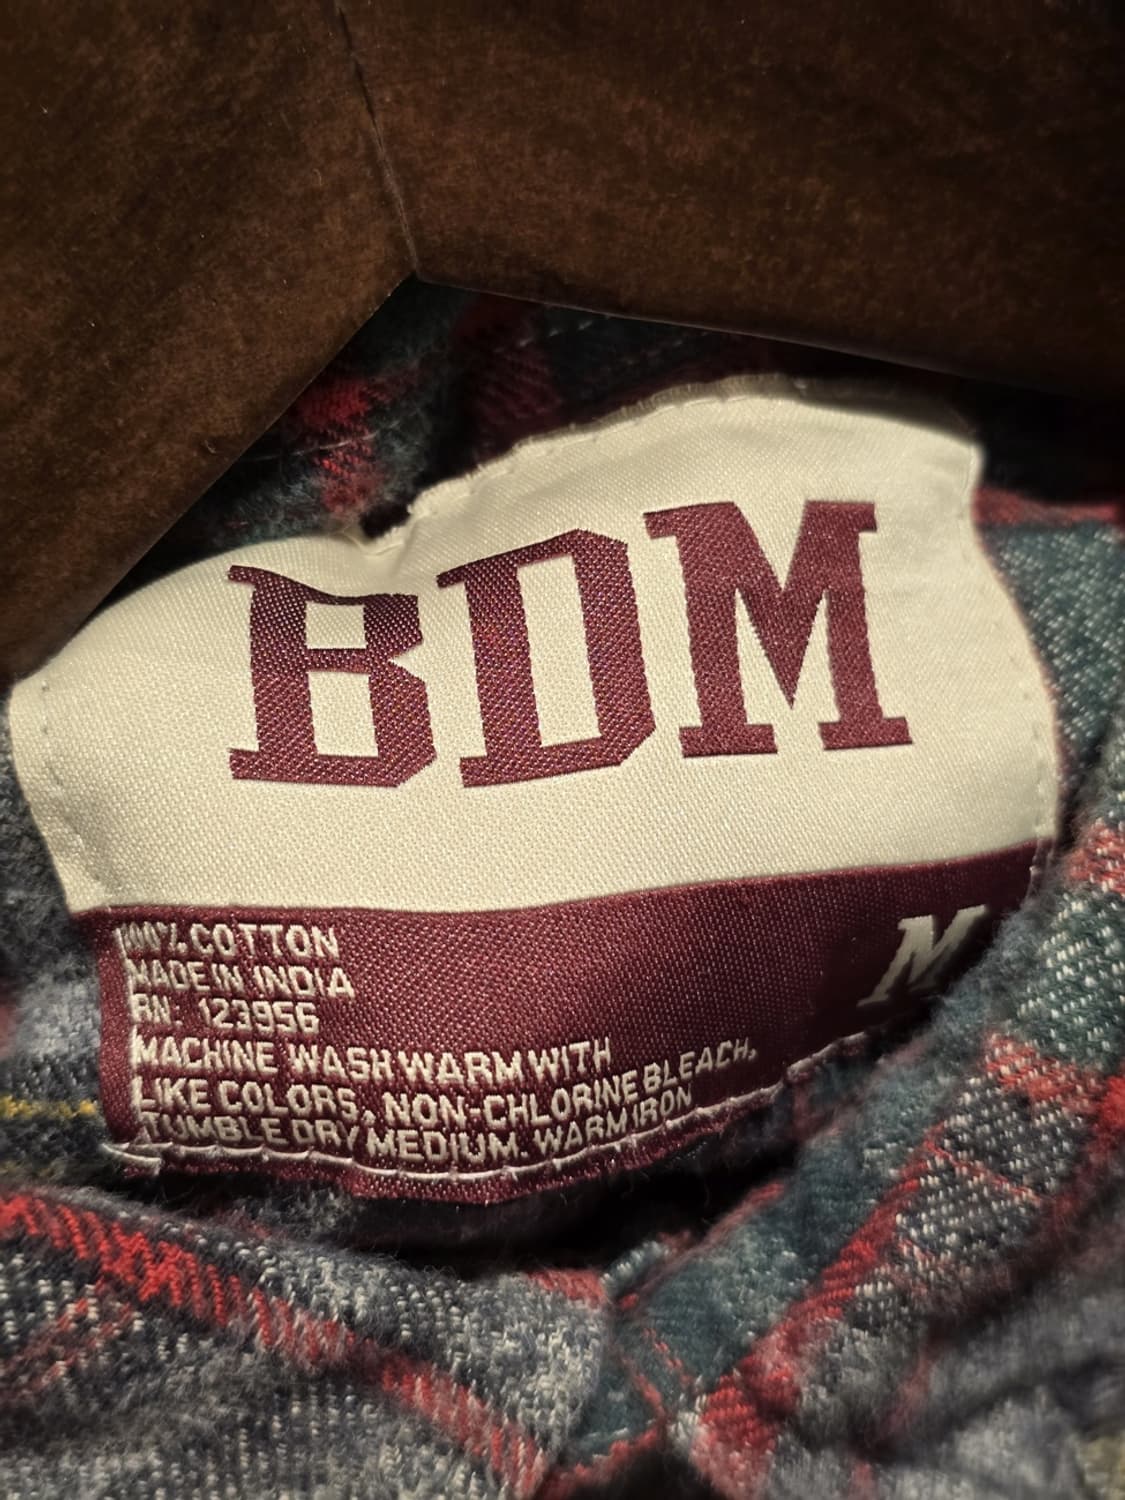 BDM
100% COTTON
MADE IN INDIA
RN: 123956
M
MACHINE WASH WARM WITH
LIKE COLORS, NON-CHLORINE BLEACH,
TUMBLE DRY MEDIUM. WARM IRON